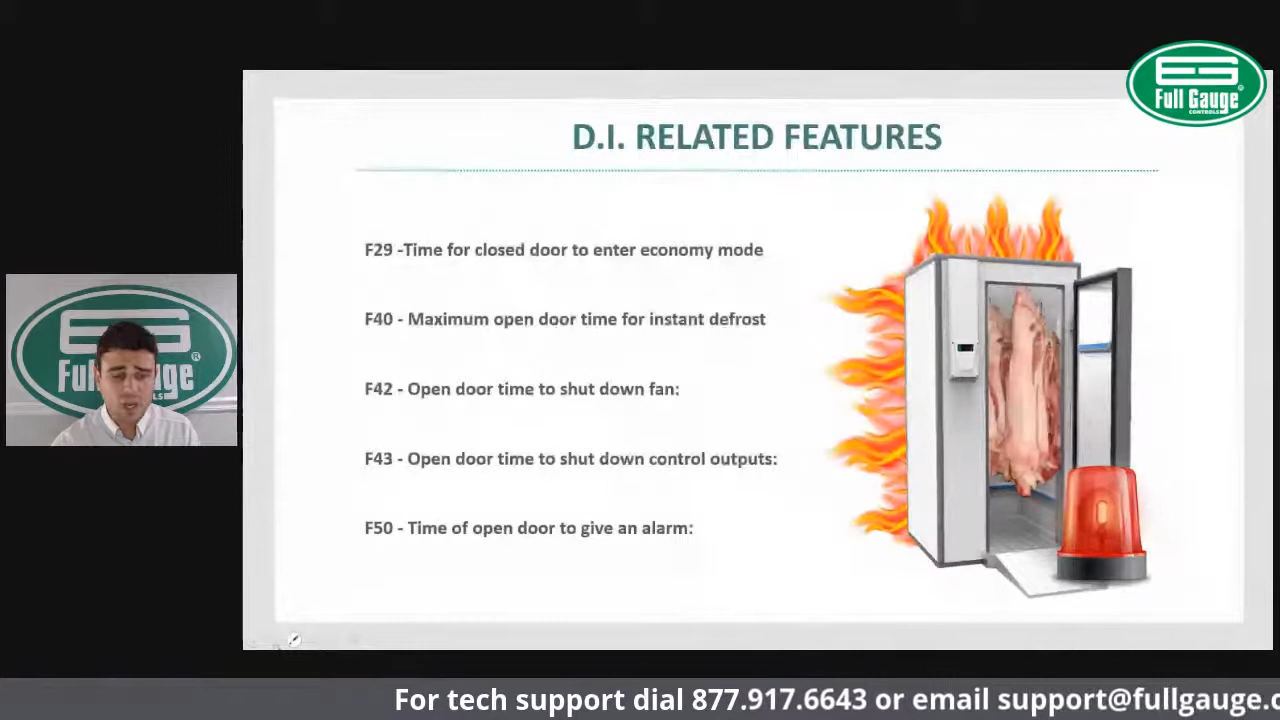 Full Gauge
CONTROLS
D.I. RELATED FEATURES
F29 -Time for closed door to enter economy mode
F40 - Maximum open door time for instant defrost
F42 - Open door time to shut down fan:
F43 - Open door time to shut down control outputs:
F50 - Time of open door to give an alarm:
Full Gauge
For tech support dial 877.917.6643 or email support@fullgauge.c